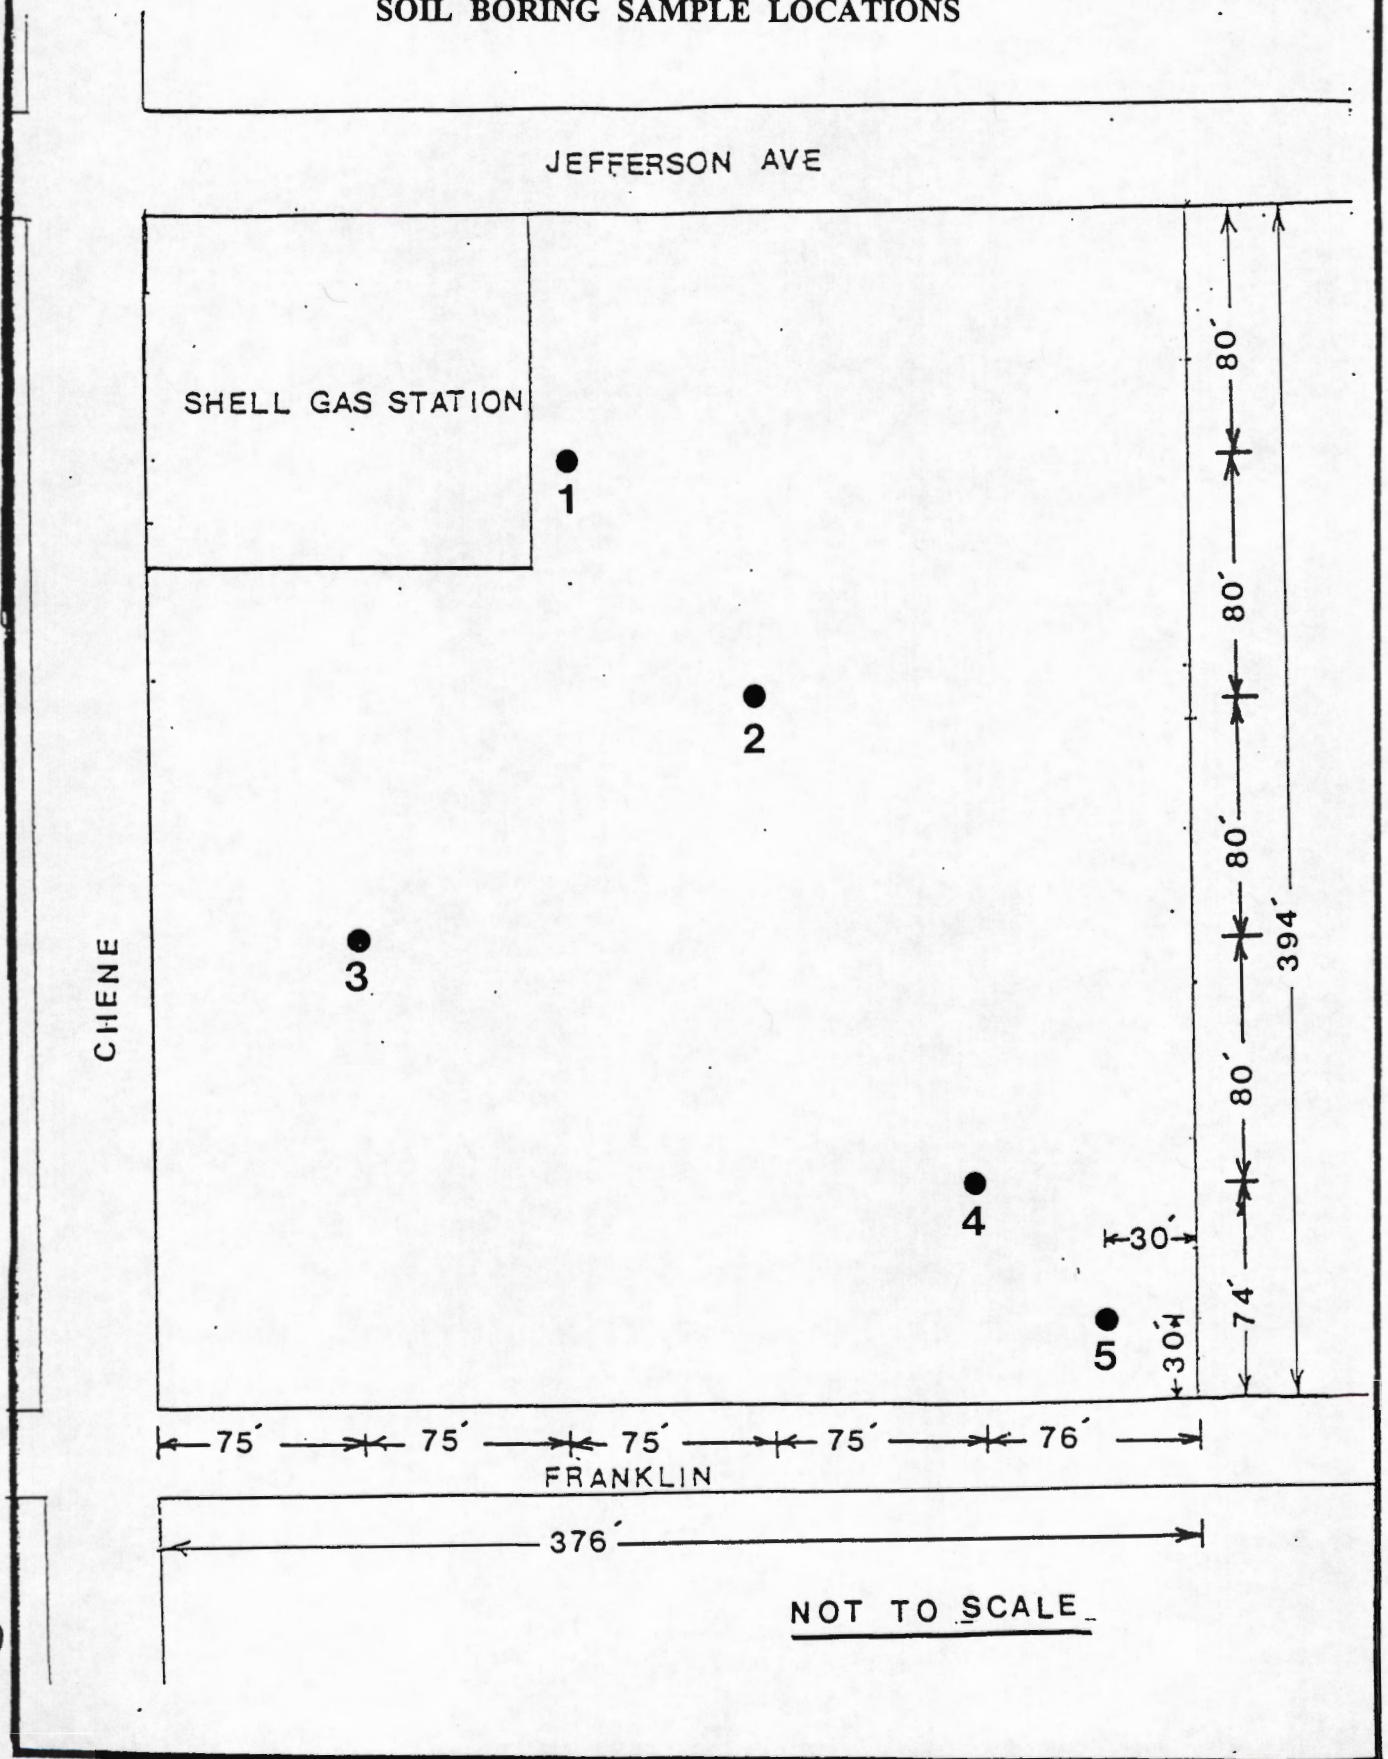 SOIL BORING SAMPLE LOCATIONS
JEFFERSON AVE
80´
SHELL GAS STATION
1
80´
2
80´
394´
CHENE
3
80´
4
30´
74´
30´
5
75´ 75´ 75´ 75´ 76´
FRANKLIN
376´
NOT TO SCALE